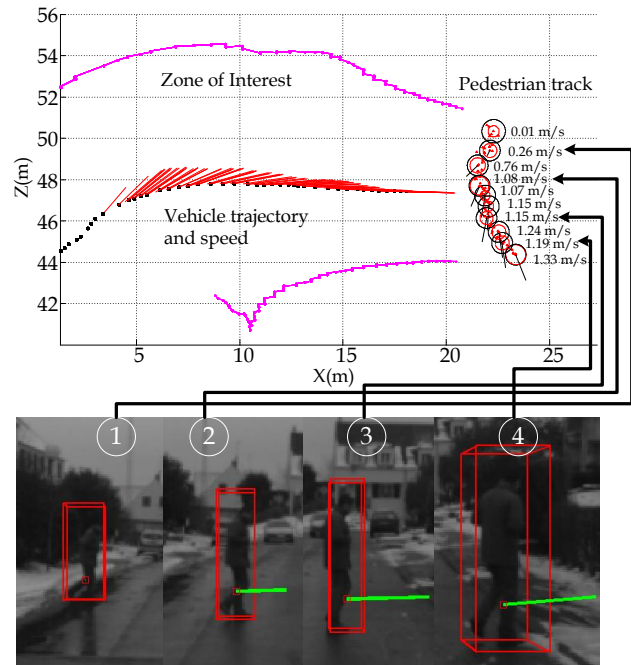 56
54
Zone of Interest
Pedestrian track
52
50
0.01 m/s
0.26 m/s
0.76 m/s
48
1.08 m/s
1.07 m/s
Z(m)
Vehicle trajectory
and speed
1.15 m/s
46
1.15 m/s
1.24 m/s
1.19 m/s
44
1.33 m/s
42
5
10
15
20
25
X(m)
1
2
3
4